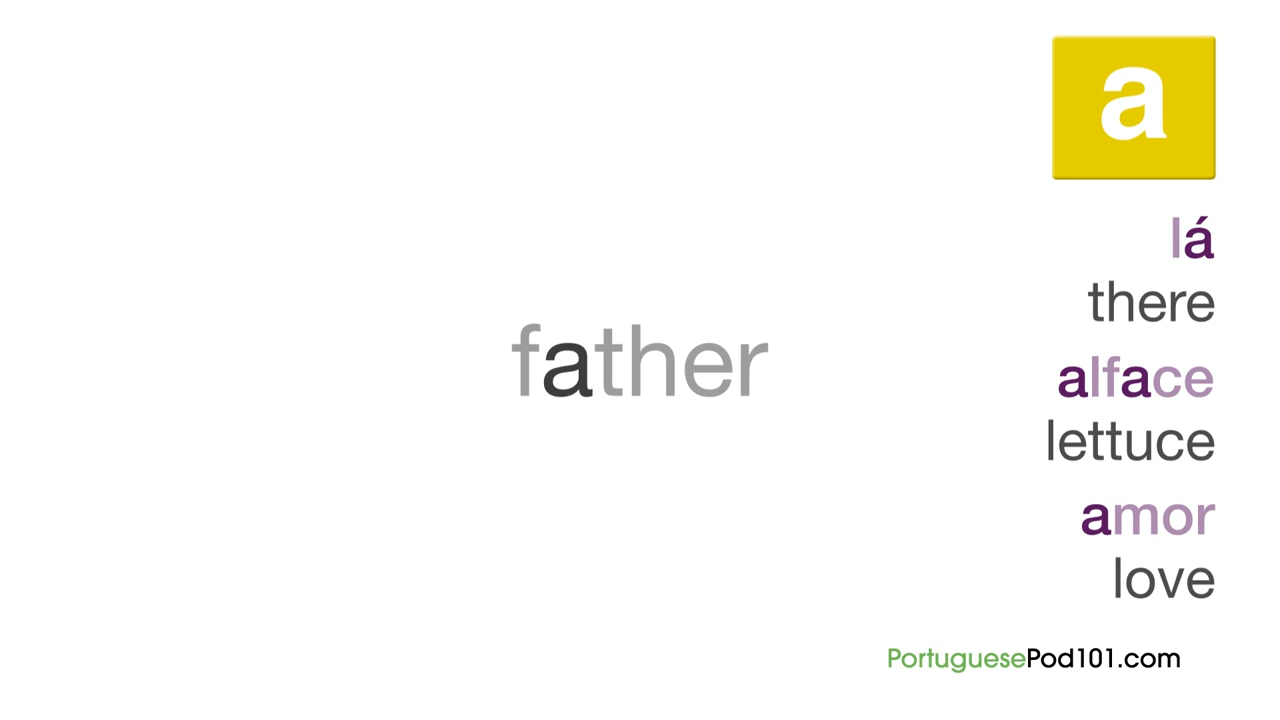 a
lá
there
father
alface
lettuce
amor
love
PortuguesePod101.com